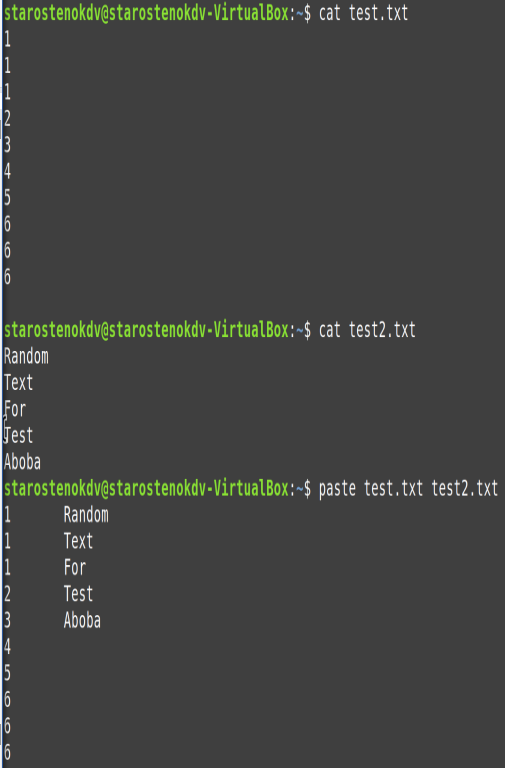 starostenokdv@starostenokdv-VirtualBox:~$ cat test.txt
1
1
1
2
3
4
5
6
6
6
starostenokdv@starostenokdv-VirtualBox:~$ cat test2.txt
Random
Text
For
Test
Aboba
starostenokdv@starostenokdv-VirtualBox:~$ paste test.txt test2.txt
1	Random
1	Text
1	For
2	Test
3	Aboba
4
5
6
6
6